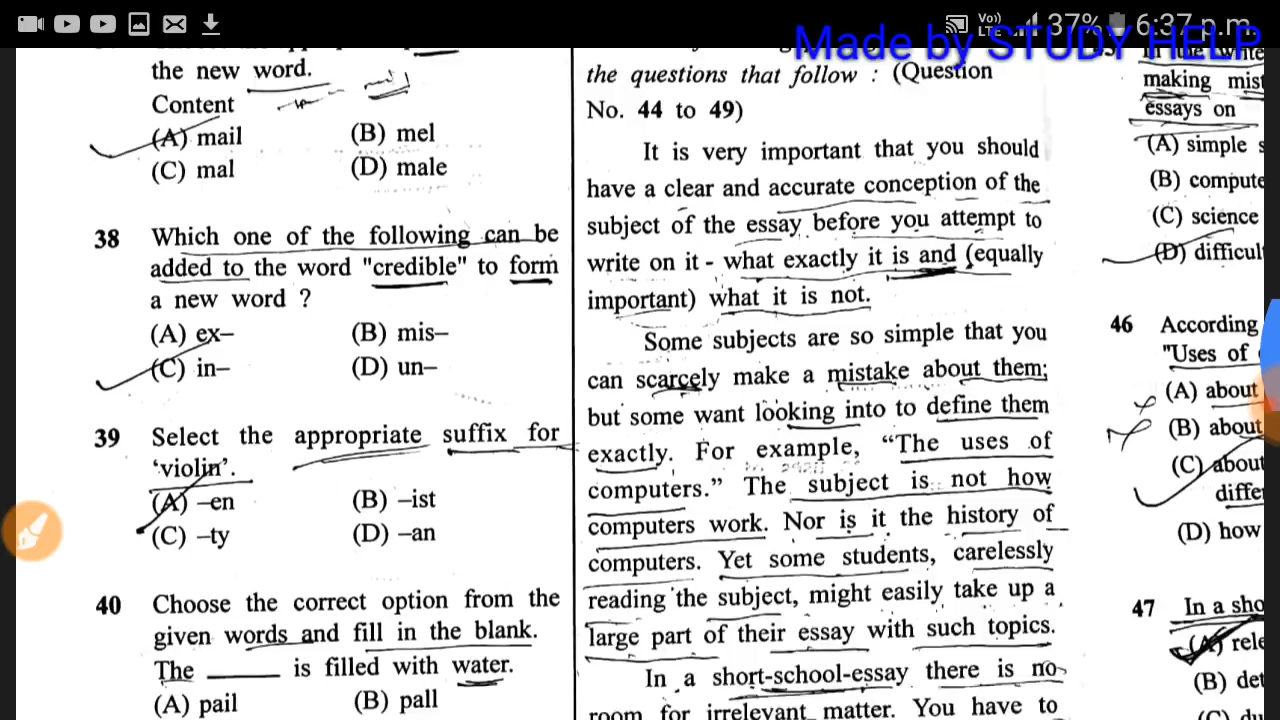 Vo)) LTE 37% 6:37 p.m.
Made by STUDY HELP
the new word.
Content
(A) mail (B) mel
(C) mal (D) male
38 Which one of the following can be
added to the word "credible" to form
a new word ?
(A) ex– (B) mis–
(C) in– (D) un–
39 Select the appropriate suffix for
‘violin’.
(A) –en (B) –ist
(C) –ty (D) –an
40 Choose the correct option from the
given words and fill in the blank.
The ______ is filled with water.
(A) pail (B) pall
the questions that follow : (Question
No. 44 to 49)
It is very important that you should
have a clear and accurate conception of the
subject of the essay before you attempt to
write on it - what exactly it is and (equally
important) what it is not.
Some subjects are so simple that you
can scarcely make a mistake about them;
but some want looking into to define them
exactly. For example, “The uses of
computers.” The subject is not how
computers work. Nor is it the history of
computers. Yet some students, carelessly
reading the subject, might easily take up a
large part of their essay with such topics.
In a short-school-essay there is no
room for irrelevant matter. You have to
making mis
essays on
(A) simple s
(B) compute
(C) science
(D) difficul
46 According
"Uses of
(A) about
(B) about
(C) about
diffe
(D) how
47 In a sho
(A) rele
(B) det